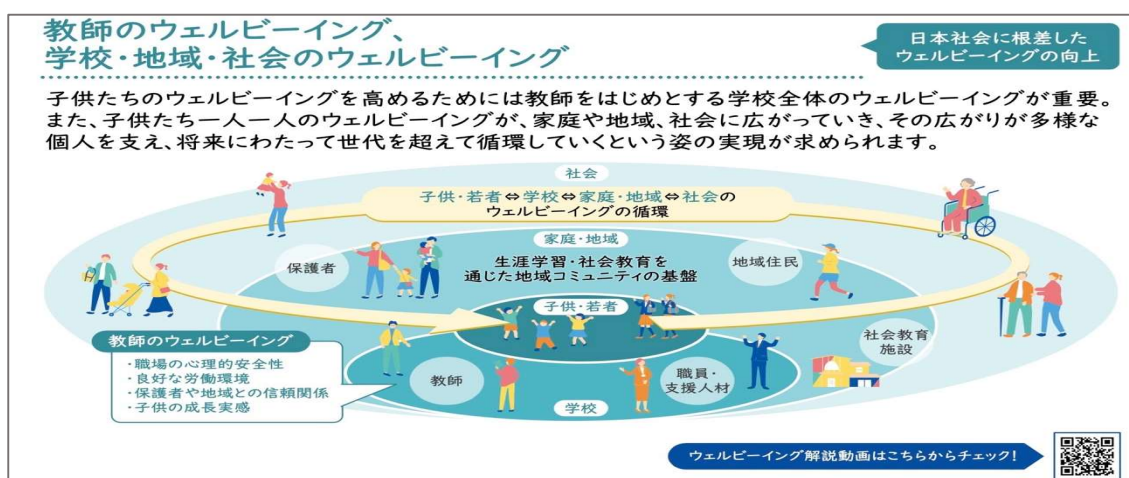 教師のウェルビーイング、
学校・地域・社会のウェルビーイング
日本社会に根差した
ウェルビーイングの向上
子供たちのウェルビーイングを高めるためには教師をはじめとする学校全体のウェルビーイングが重要。
また、子供たち一人一人のウェルビーイングが、家庭や地域、社会に広がっていき、その広がりが多様な
個人を支え、将来にわたって世代を超えて循環していくという姿の実現が求められます。
社会
子供・若者⇔学校⇔家庭・地域⇔社会の
ウェルビーイングの循環
家庭・地域
保護者
生涯学習・社会教育を
通じた地域コミュニティの基盤
地域住民
子供・若者
教師のウェルビーイング
・職場の心理的安全性
・良好な労働環境
・保護者や地域との信頼関係
・子供の成長実感
教師
職員・
支援人材
社会教育
施設
学校
ウェルビーイング解説動画はこちらからチェック!